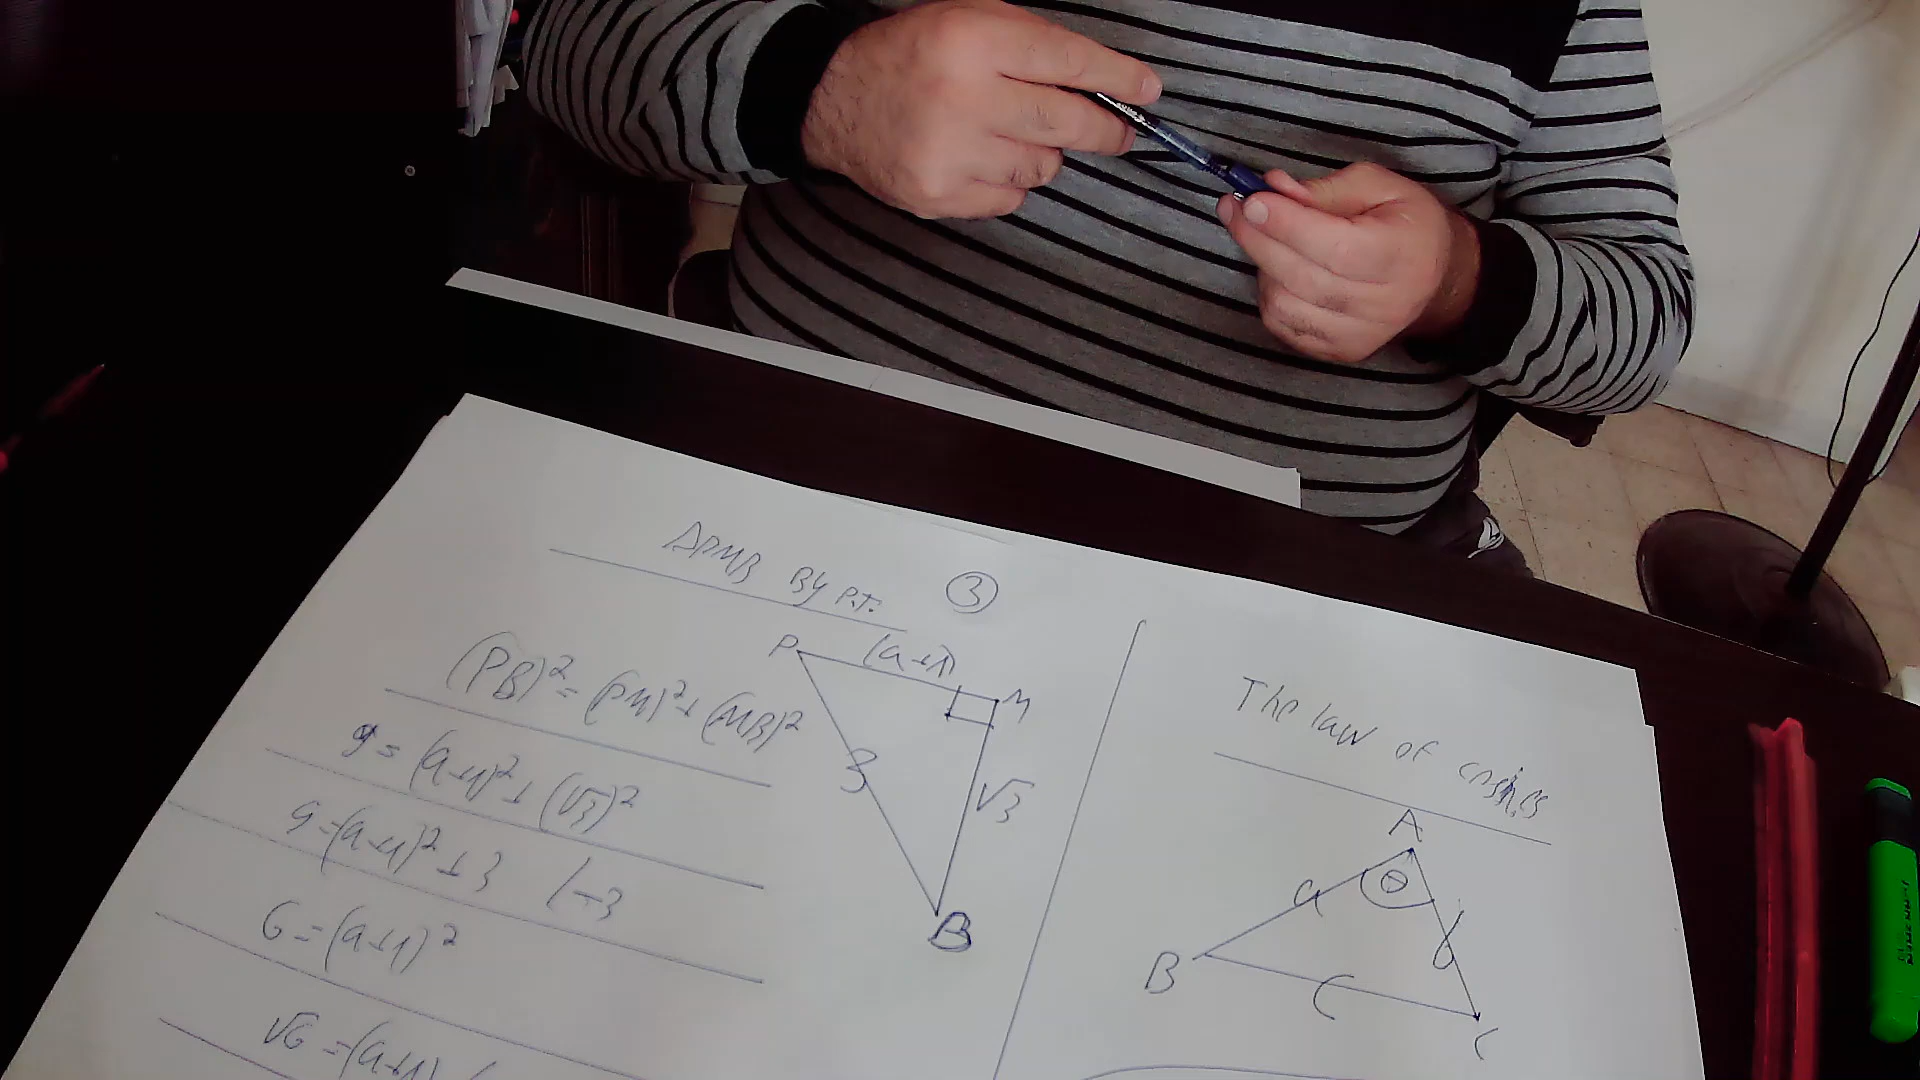 ΔPMB By P.T.
③
P (a+1) M
3
√3
B
(PB)² = (PM)² + (MB)²
9 = (a+1)² + (√3)²
9 = (a+1)² + 3 /-3
6 = (a+1)²
√6 = (a+1)
The law of cosines
A
θ
a
b
B
C
C